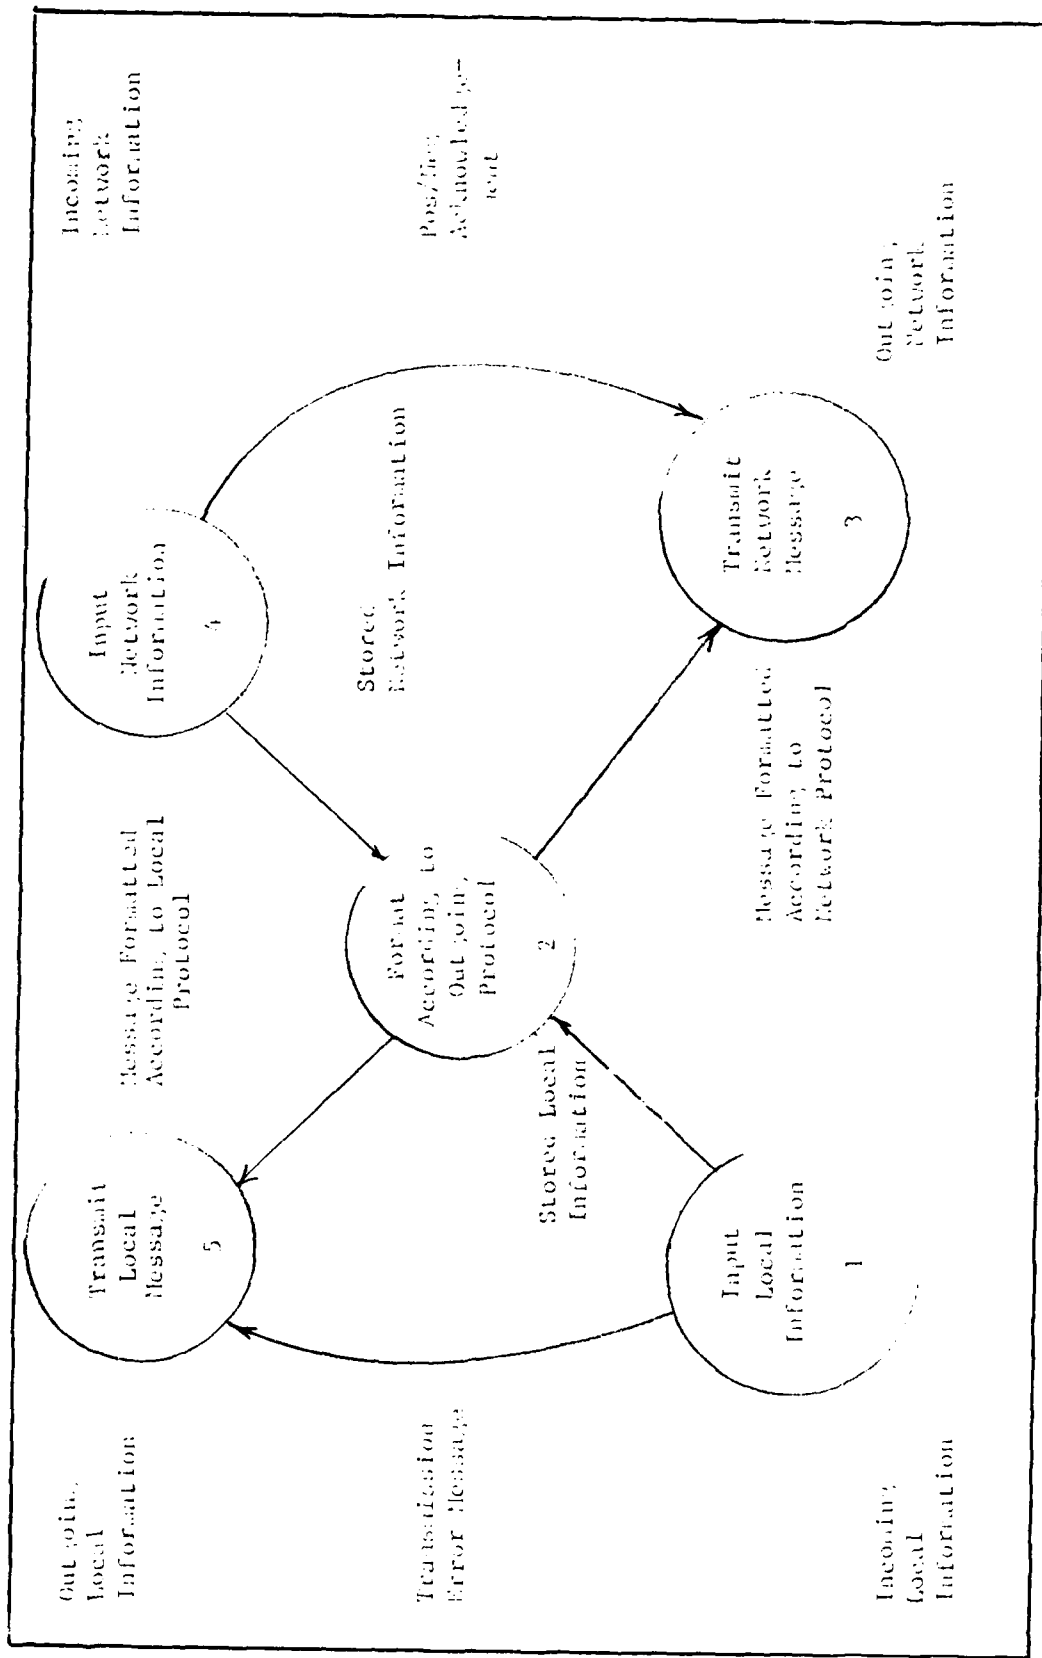 Outgoing
Local
Information
Transmit
Local
Message
5
Message Formatted
According to Local
Protocol
Input
Network
Information
4
Incoming
Network
Information
Transmission
Error Message
Format
According to
Outgoing
Protocol
2
Stored
Network Information
Pos/Neg
Acknowledge-
ment
Stored Local
Information
Input
Local
Information
1
Message Formatted
According to
Network Protocol
Transmit
Network
Message
3
Incoming
Local
Information
Outgoing
Network
Information